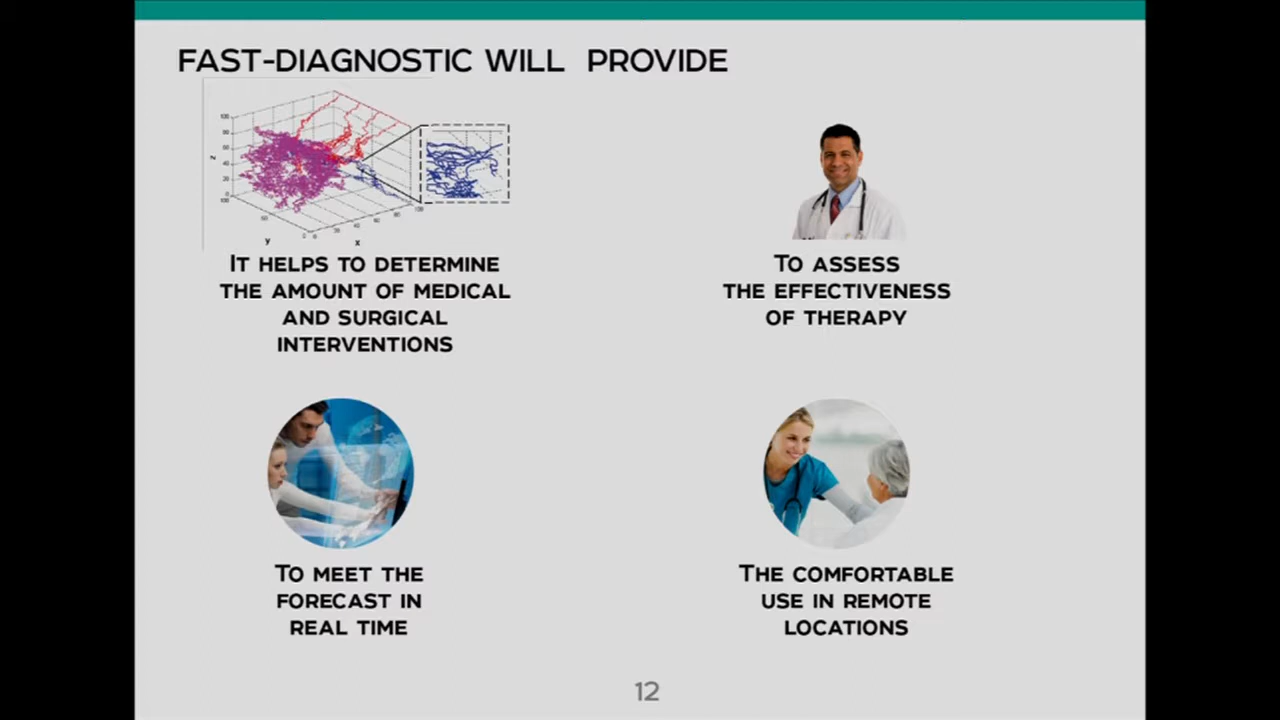 FAST-DIAGNOSTIC WILL PROVIDE
IT HELPS TO DETERMINE
THE AMOUNT OF MEDICAL
AND SURGICAL
INTERVENTIONS
TO ASSESS
THE EFFECTIVENESS
OF THERAPY
TO MEET THE
FORECAST IN
REAL TIME
THE COMFORTABLE
USE IN REMOTE
LOCATIONS
12